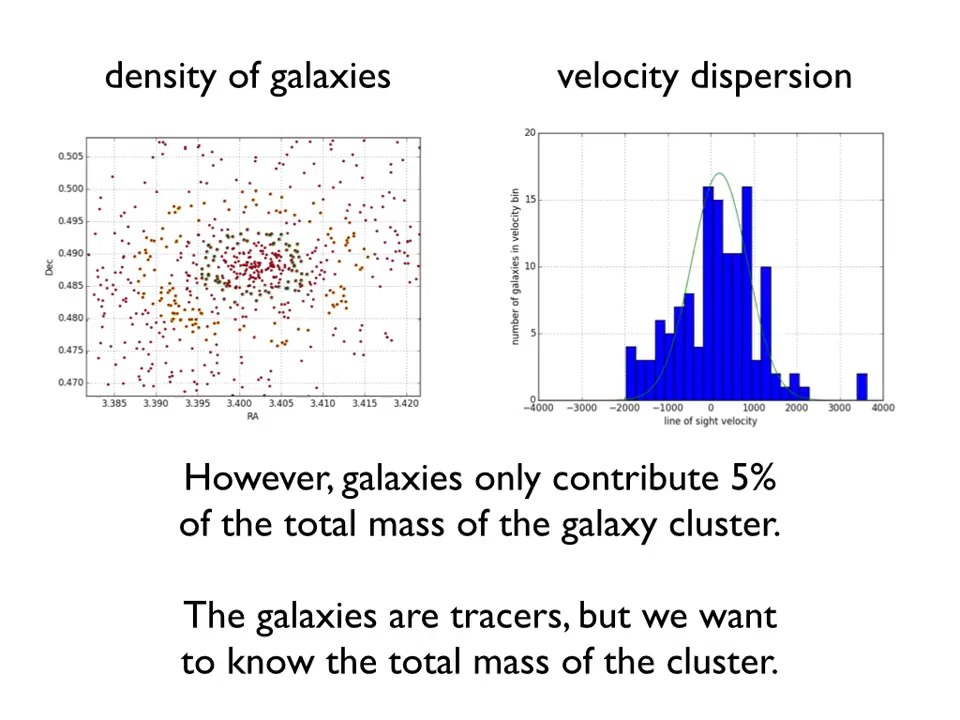 density of galaxies
velocity dispersion
0.505
0.500
0.495
0.490
0.485
0.480
0.475
0.470
Dec
3.385 3.390 3.395 3.400 3.405 3.410 3.415 3.420
RA
20
15
10
5
0
number of galaxies in velocity bin
−4000 −3000 −2000 −1000 0 1000 2000 3000 4000
line of sight velocity
However, galaxies only contribute 5%
of the total mass of the galaxy cluster.
The galaxies are tracers, but we want
to know the total mass of the cluster.